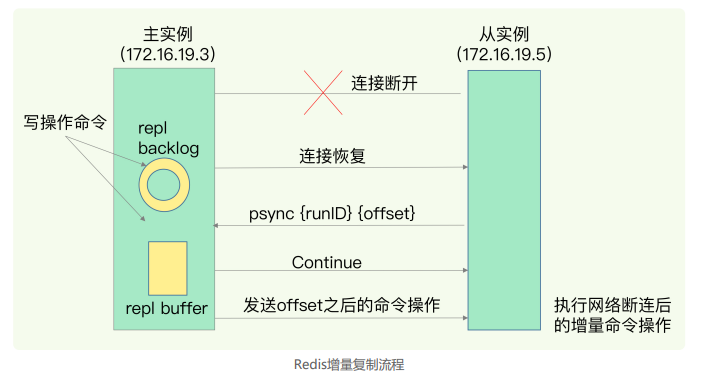 主实例
(172.16.19.3)
从实例
(172.16.19.5)
连接断开
写操作命令
repl
backlog
连接恢复
psync {runID} {offset}
Continue
repl buffer
发送offset之后的命令操作
执行网络断连后
的增量命令操作
Redis增量复制流程